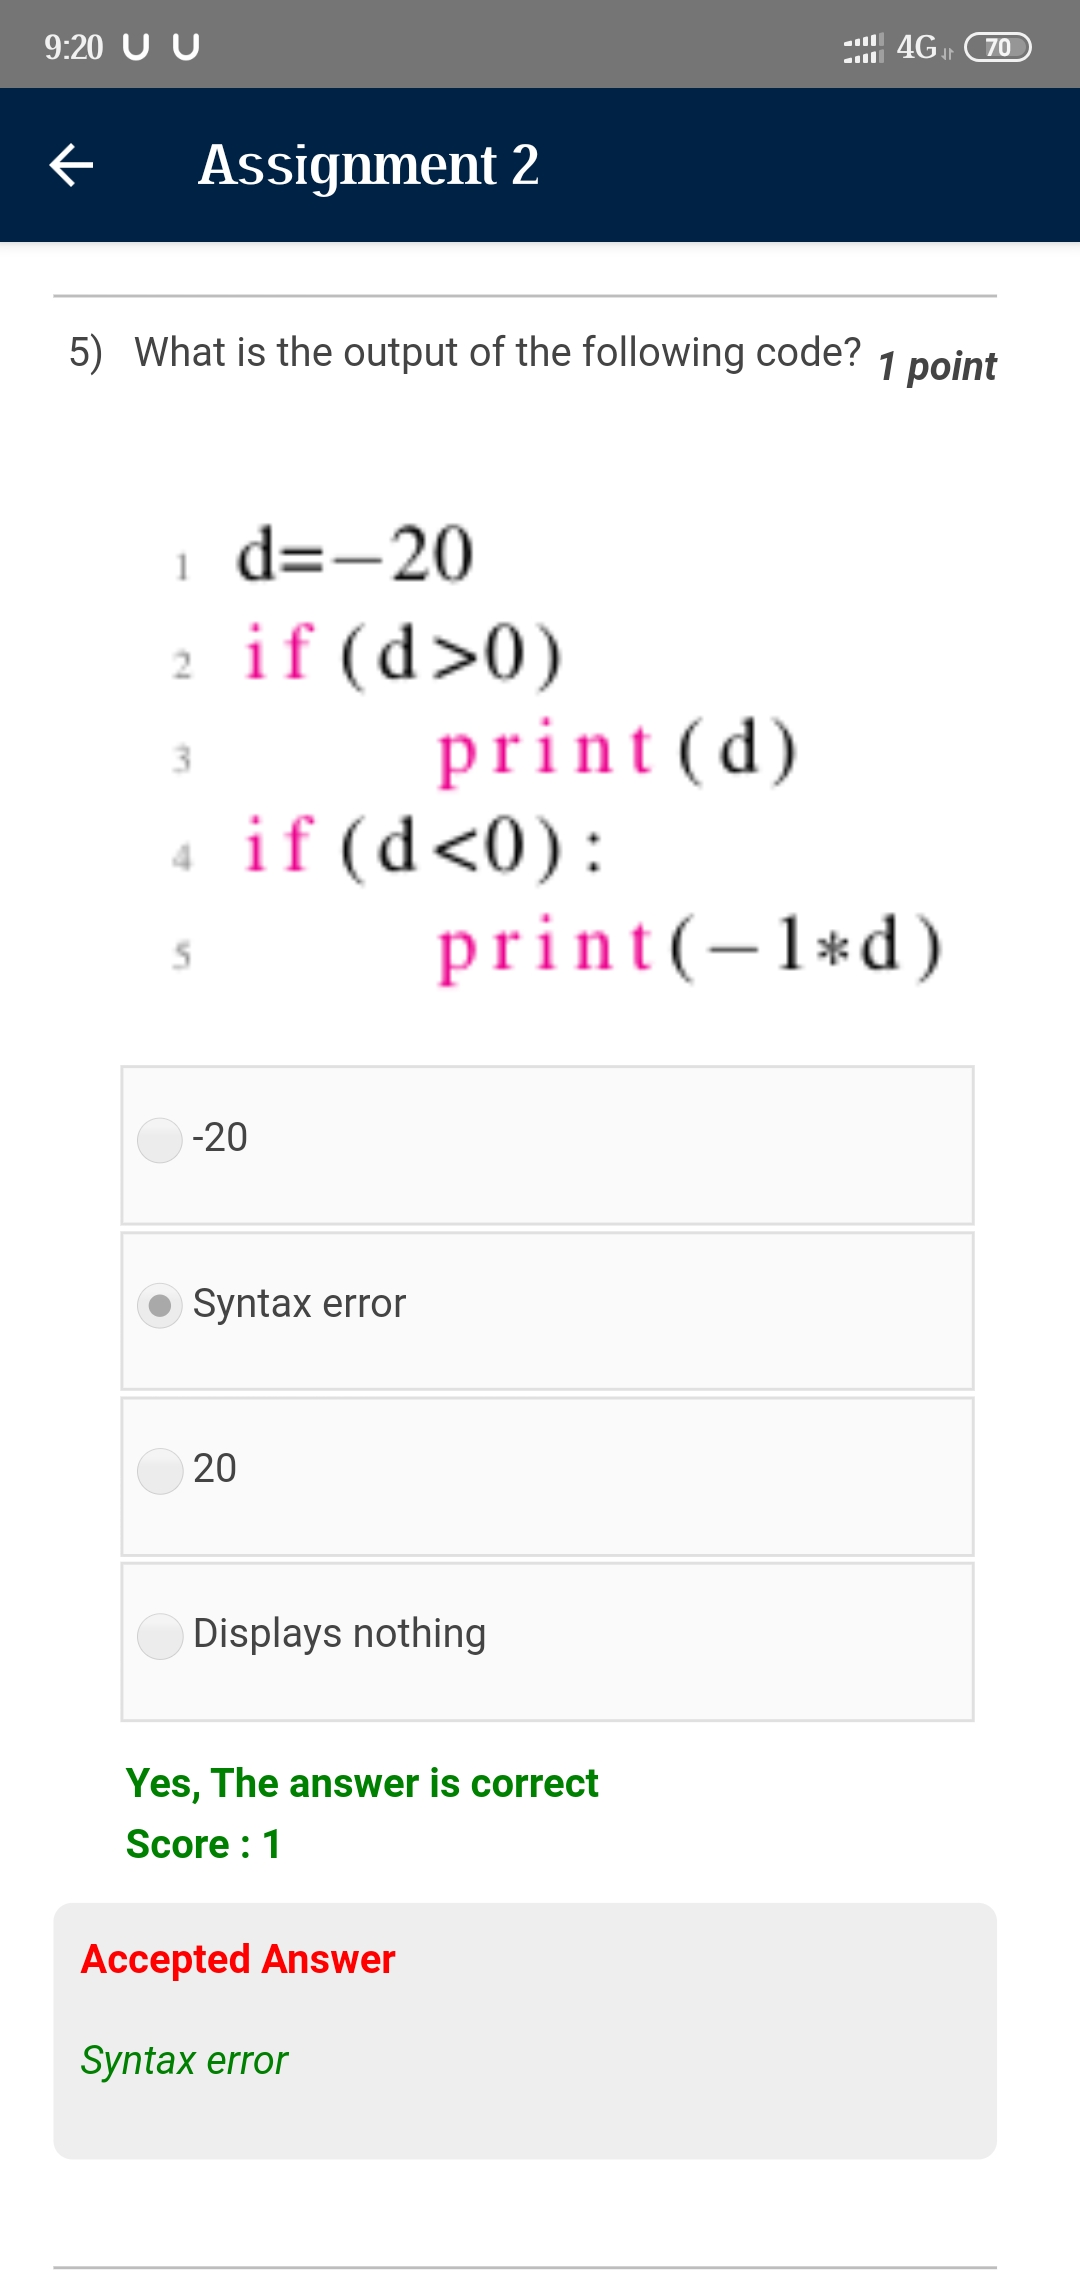 9:20 4G 70
Assignment 2
5) What is the output of the following code? 1 point
1 d=-20
2 if(d>0)
3 print(d)
4 if(d<0):
5 print(-1*d)
-20
Syntax error
20
Displays nothing
Yes, The answer is correct
Score : 1
Accepted Answer
Syntax error